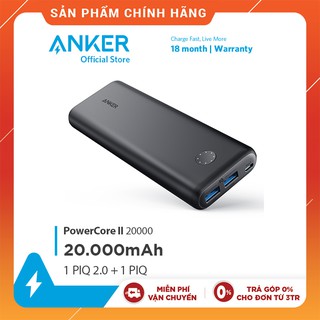 SẢN PHẨM CHÍNH HÃNG
ANKER
Official Store
Charge Fast, Live More
18 month | Warranty
ANKER
PowerCore II 20000
20.000mAh
1 PIQ 2.0 + 1 PIQ
MIỄN PHÍ
VẬN CHUYỂN
0%
TRẢ GÓP 0%
CHO ĐƠN TỪ 3TR